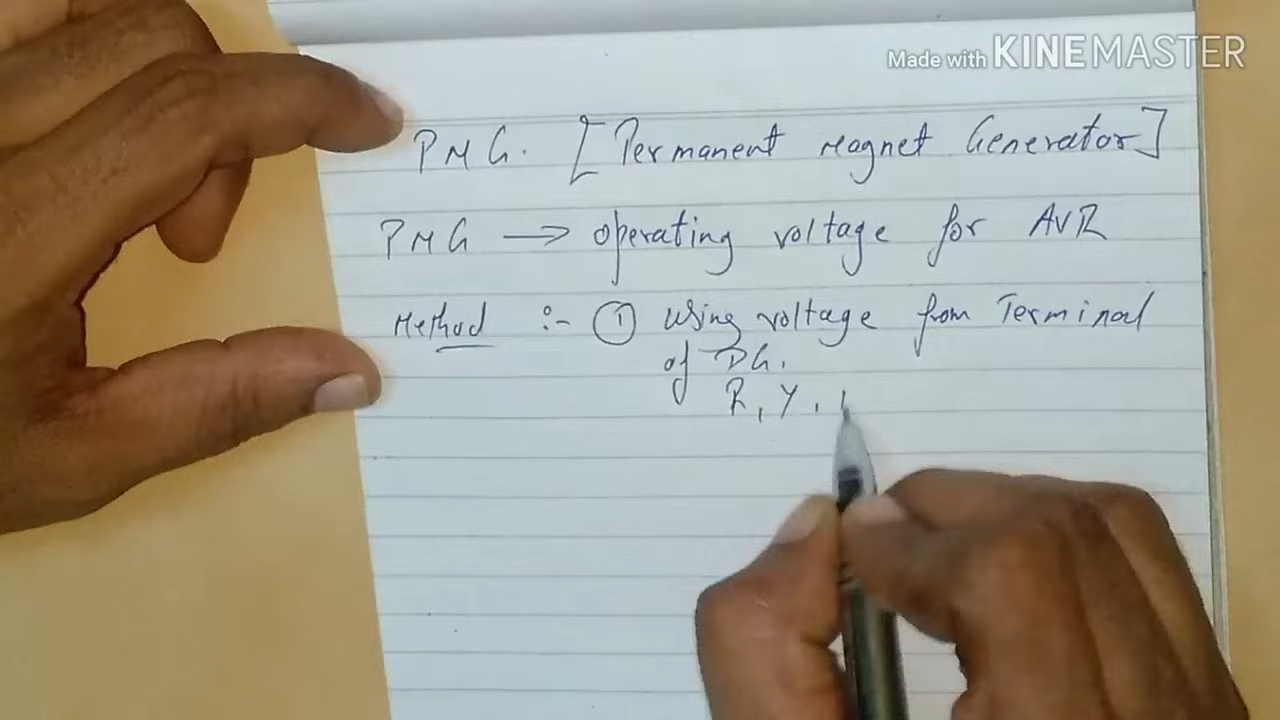 Made with KINEMASTER
PMG. [Permanent Magnet Generator]
PMG → operating voltage for AVR
Method :- ① Using voltage from Terminal
of DG.
R, Y,